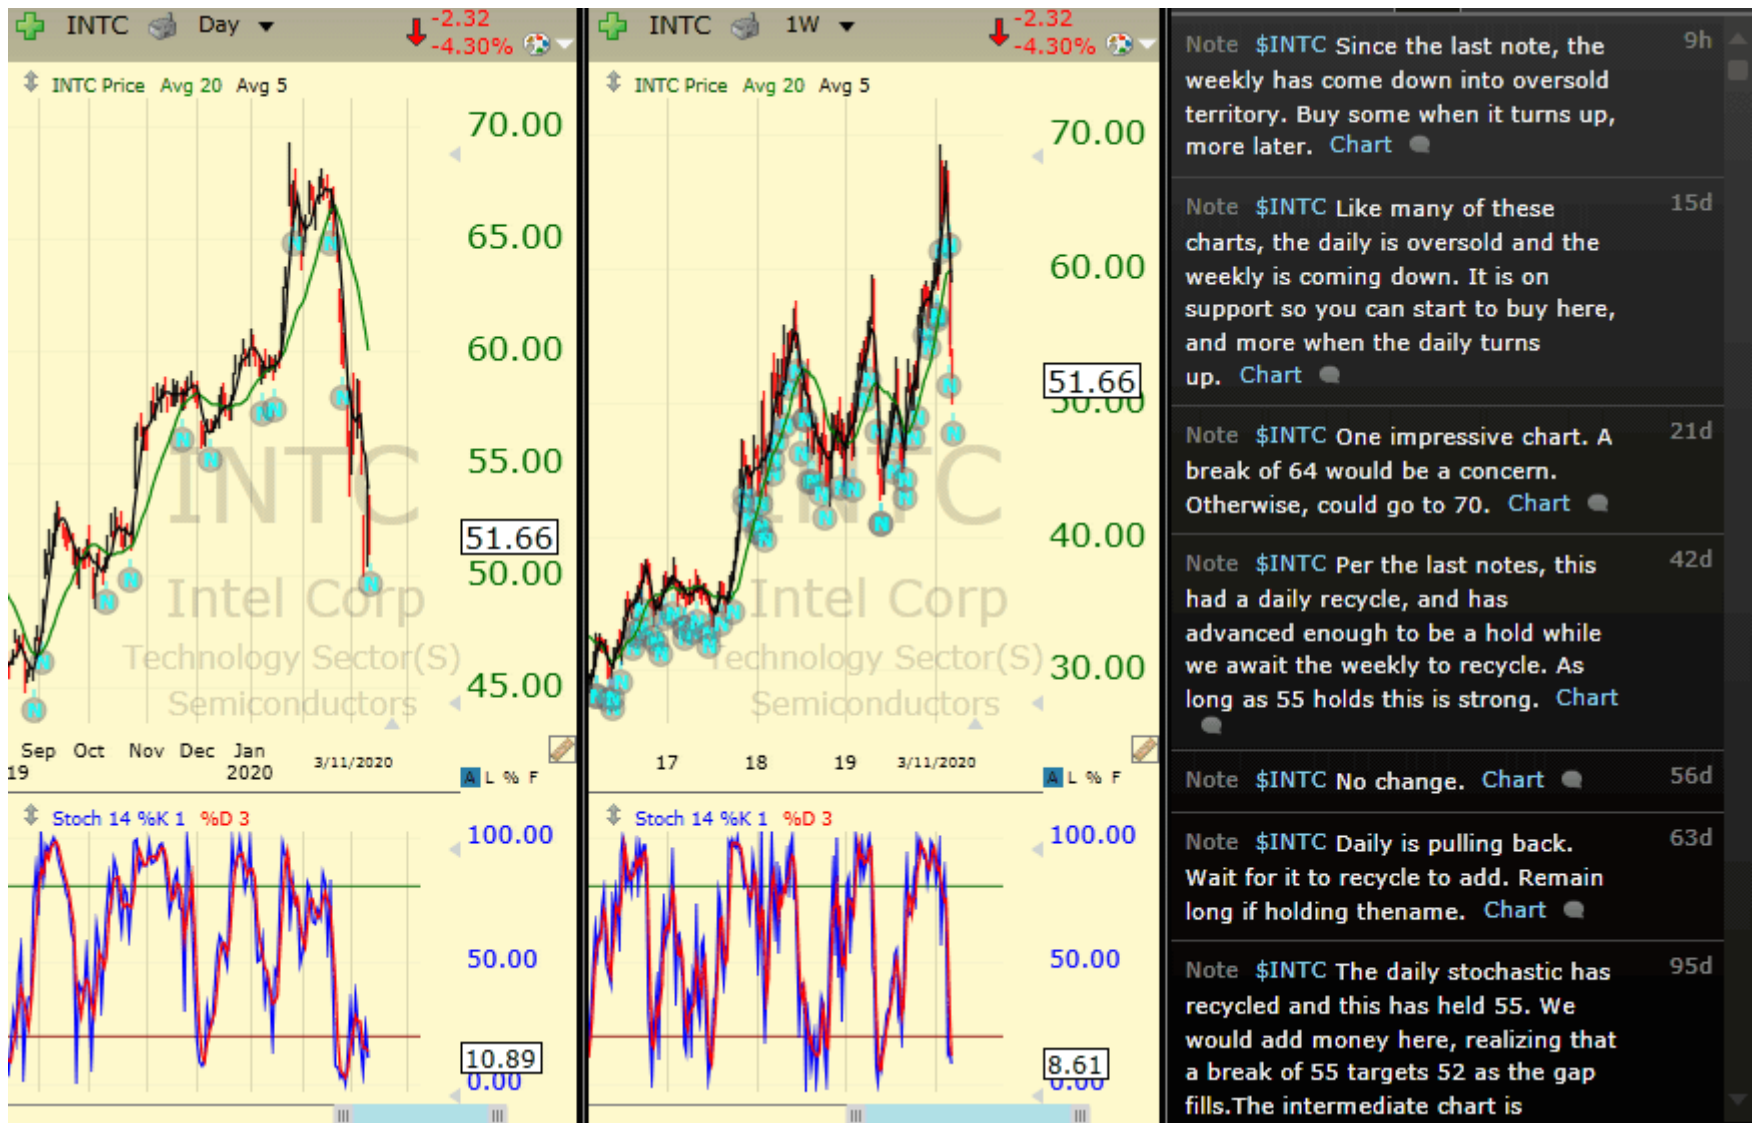 INTC Day
-2.32
-4.30%
INTC Price Avg 20 Avg 5
70.00
65.00
60.00
55.00
51.66
50.00
45.00
INTC
Intel Corp
Technology Sector(S)
Semiconductors
Sep Oct Nov Dec Jan
19 2020 3/11/2020
A L % F
Stoch 14 %K 1 %D 3
100.00
50.00
10.89
0.00
INTC 1W
-2.32
-4.30%
INTC Price Avg 20 Avg 5
70.00
60.00
51.66
50.00
40.00
30.00
INTC
Intel Corp
Technology Sector(S)
Semiconductors
17 18 19 3/11/2020
A L % F
Stoch 14 %K 1 %D 3
100.00
50.00
8.61
0.00
Note $INTC Since the last note, the 9h
weekly has come down into oversold
territory. Buy some when it turns up,
more later. Chart
Note $INTC Like many of these 15d
charts, the daily is oversold and the
weekly is coming down. It is on
support so you can start to buy here,
and more when the daily turns
up. Chart
Note $INTC One impressive chart. A 21d
break of 64 would be a concern.
Otherwise, could go to 70. Chart
Note $INTC Per the last notes, this 42d
had a daily recycle, and has
advanced enough to be a hold while
we await the weekly to recycle. As
long as 55 holds this is strong. Chart
Note $INTC No change. Chart 56d
Note $INTC Daily is pulling back. 63d
Wait for it to recycle to add. Remain
long if holding thename. Chart
Note $INTC The daily stochastic has 95d
recycled and this has held 55. We
would add money here, realizing that
a break of 55 targets 52 as the gap
fills.The intermediate chart is